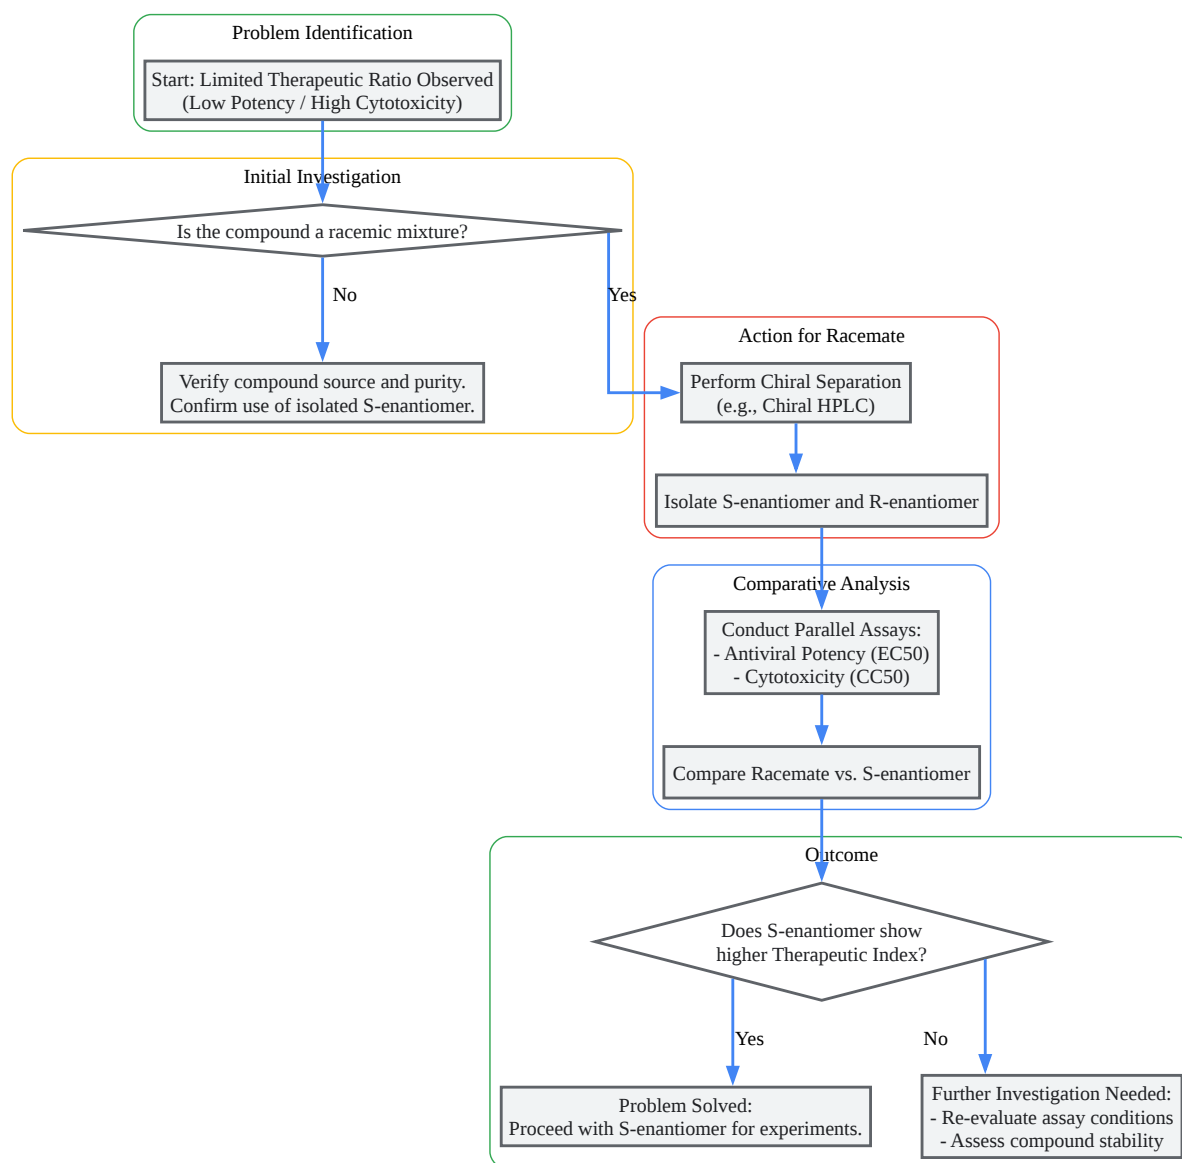 Problem Identification
Start: Limited Therapeutic Ratio Observed
(Low Potency / High Cytotoxicity)
Initial Investigation
Is the compound a racemic mixture?
No
Yes
Verify compound source and purity.
Confirm use of isolated S-enantiomer.
Action for Racemate
Perform Chiral Separation
(e.g., Chiral HPLC)
Isolate S-enantiomer and R-enantiomer
Comparative Analysis
Conduct Parallel Assays:
- Antiviral Potency (EC50)
- Cytotoxicity (CC50)
Compare Racemate vs. S-enantiomer
Outcome
Does S-enantiomer show
higher Therapeutic Index?
Yes
No
Problem Solved:
Proceed with S-enantiomer for experiments.
Further Investigation Needed:
- Re-evaluate assay conditions
- Assess compound stability